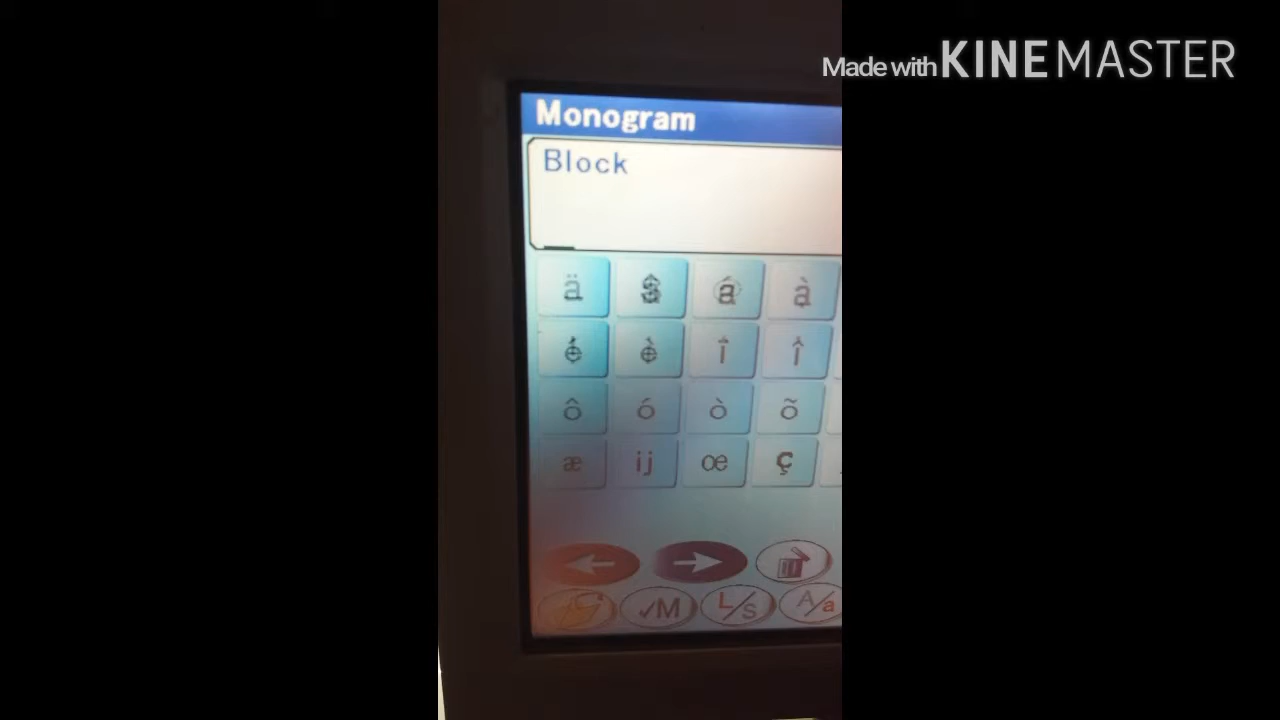 Made with KINEMASTER
Monogram
Block
ä á à
é è î
ô ó ò õ
æ ij œ ç
✓M L/S A/a